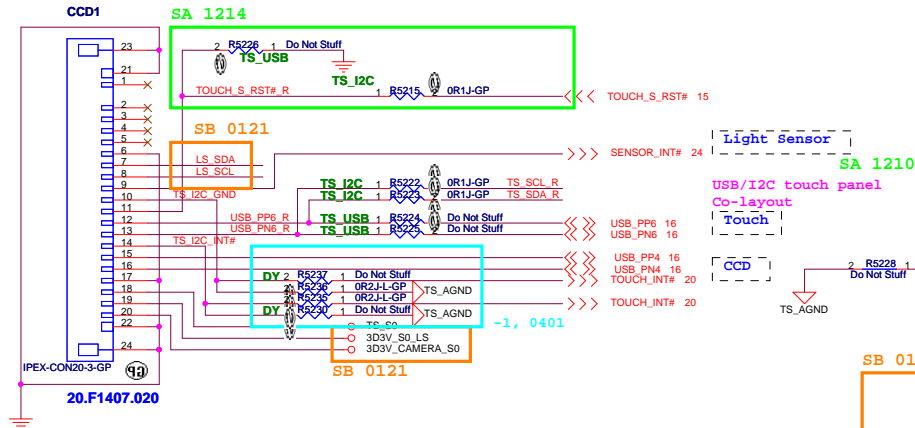 CCD1
SA 1214
23
2 R5226 1 Do Not Stuff
TS_USB
21
1
TS_I2C
TOUCH_S_RST#_R
1 R5215 2 0R1J-GP
TOUCH_S_RST# 15
2
3
4
5
SB 0121
6
7 LS_SDA
8 LS_SCL
9
SENSOR_INT# 24
Light Sensor
SA 1210
10 TS_I2C_GND
11
TS_I2C 1 R5222 0R1J-GP TS_SCL_R
TS_I2C 1 R5223 2 0R1J-GP TS_SDA_R
USB/I2C touch panel
Co-layout
12 USB_PP6_R
TS_USB 1 R5224 Do Not Stuff
USB_PP6 16
Touch
13 USB_PN6_R
TS_USB 1 R5225 2 Do Not Stuff
USB_PN6 16
14 TS_I2C_INT#
15
USB_PP4 16
16
USB_PN4 16
CCD
17
DY 2 R5237 1 Do Not Stuff
TOUCH_INT# 20
R5236 1 0R2J-L-GP
TS_AGND
18
R5235 1 0R2J-L-GP
TOUCH_INT# 20
19
DY R5230 1 Do Not Stuff
TS_AGND
-1, 0401
20
22
TS_S0
3D3V_S0_LS
3D3V_CAMERA_S0
SB 0121
24
IPEX-CON20-3-GP
20.F1407.020
2 R5228
Do Not Stuff
TS_AGND
SB 01